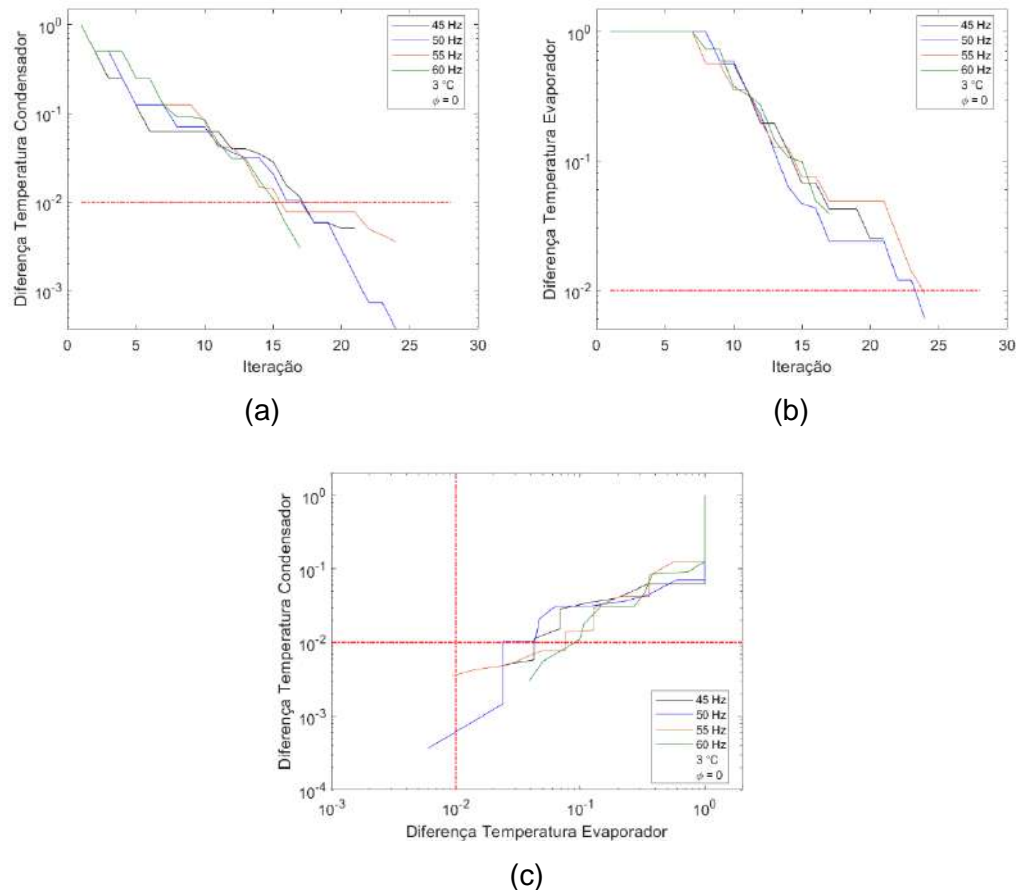 10^0
10^-1
10^-2
10^-3
0 5 10 15 20 25 30
Diferença Temperatura Condensador
Iteração
45 Hz
50 Hz
55 Hz
60 Hz
3 °C
ϕ = 0
(a)
10^0
10^-1
10^-2
0 5 10 15 20 25 30
Diferença Temperatura Evaporador
Iteração
45 Hz
50 Hz
55 Hz
60 Hz
3 °C
ϕ = 0
(b)
10^0
10^-1
10^-2
10^-3
10^-4
10^-3 10^-2 10^-1 10^0
Diferença Temperatura Condensador
Diferença Temperatura Evaporador
45 Hz
50 Hz
55 Hz
60 Hz
3 °C
ϕ = 0
(c)